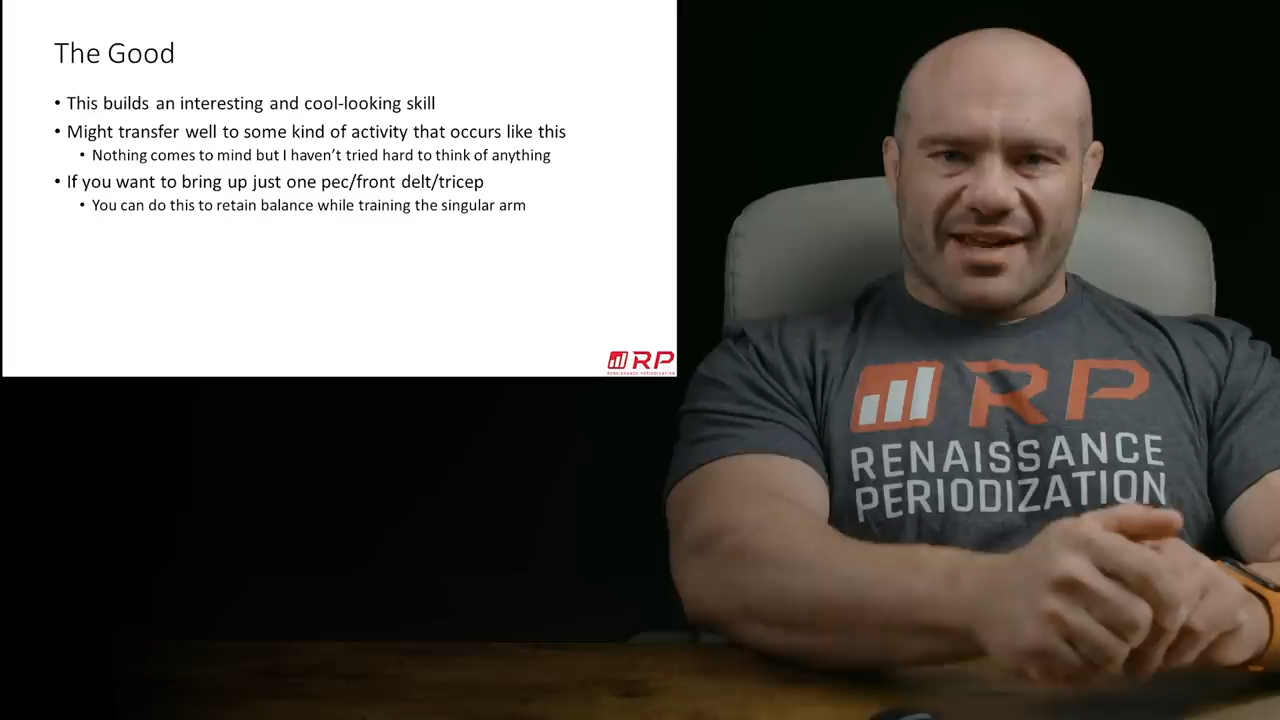 The Good
• This builds an interesting and cool-looking skill
• Might transfer well to some kind of activity that occurs like this
• Nothing comes to mind but I haven't tried hard to think of anything
• If you want to bring up just one pec/front delt/tricep
• You can do this to retain balance while training the singular arm
RP
RENAISSANCE PERIODIZATION
RP
RENAISSANCE
PERIODIZATION